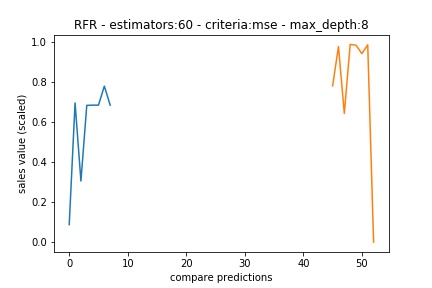 RFR - estimators:60 - criteria:mse - max_depth:8
1.0
0.8
0.6
0.4
0.2
0.0
sales value (scaled)
0 10 20 30 40 50
compare predictions